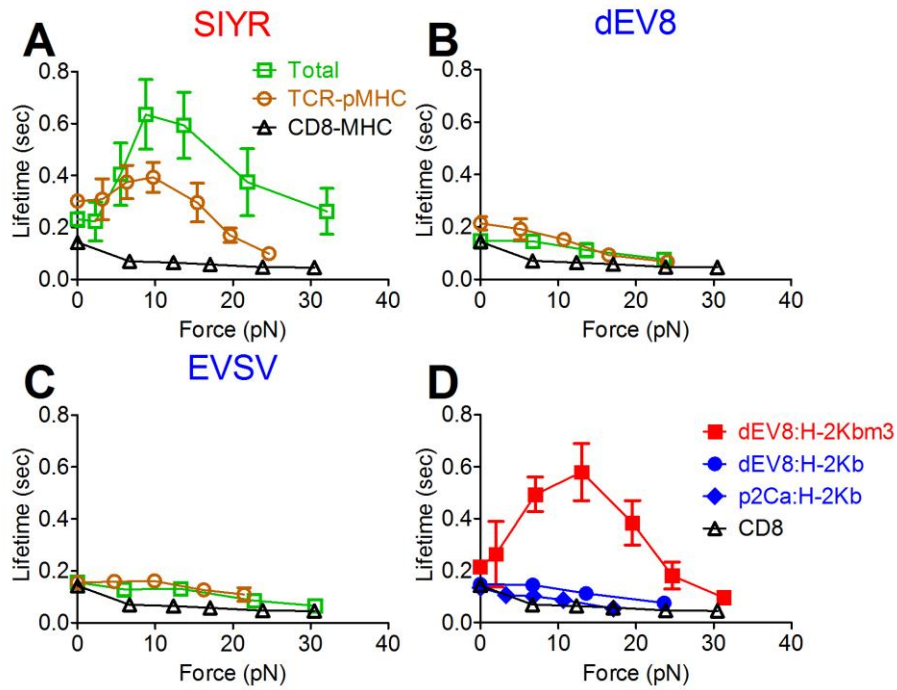 SIYR
dEV8
A
B
0.8
0.6
0.4
0.2
0.0
Lifetime (sec)
Total
TCR-pMHC
CD8-MHC
0 10 20 30 40
Force (pN)
0.8
0.6
0.4
0.2
0.0
Lifetime (sec)
0 10 20 30 40
Force (pN)
EVSV
C
D
0.8
0.6
0.4
0.2
0.0
Lifetime (sec)
0 10 20 30 40
Force (pN)
0.8
0.6
0.4
0.2
0.0
Lifetime (sec)
dEV8:H-2Kbm3
dEV8:H-2Kb
p2Ca:H-2Kb
CD8
0 10 20 30 40
Force (pN)